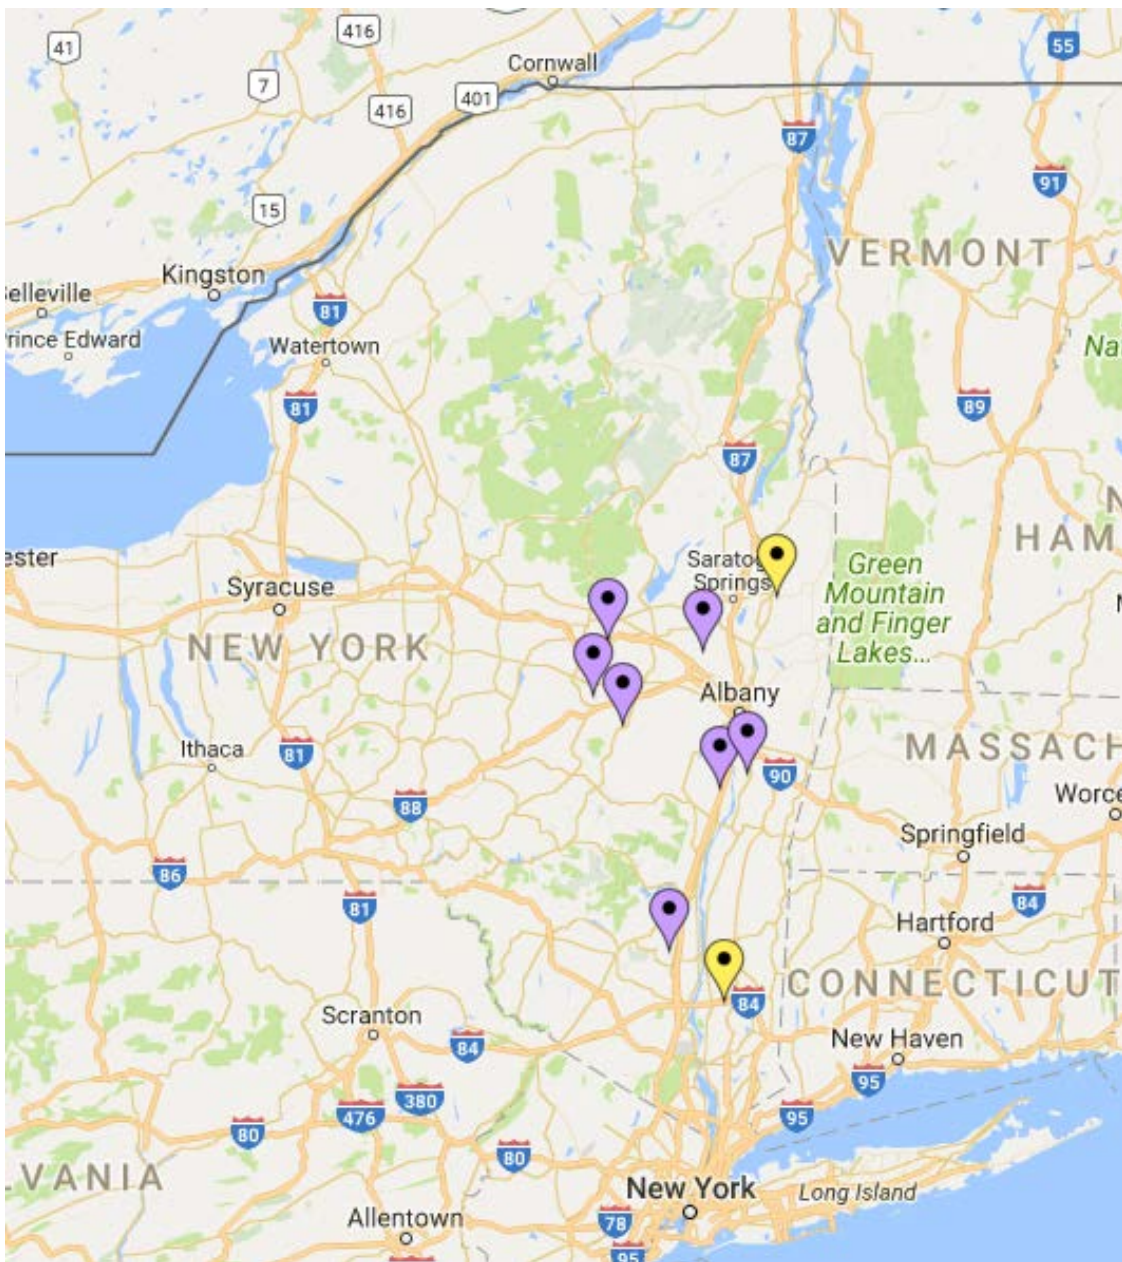 416
41
Cornwall
55
7
401
416
87
91
15
VERMONT
Kingston
elleville
81
rince Edward
Watertown
Na
81
89
87
N
HAM
ester
Saratog
Springs
Green
Mountain
and Finger
Lakes...
Syracuse
NEW YORK
Albany
Ithaca
81
MASSACH
90
88
Worce
Springfield
86
81
84
Hartford
CONNECTICUT
84
Scranton
84
New Haven
95
380
476
95
80
80
LVANIA
New York
Long Island
Allentown
78
95